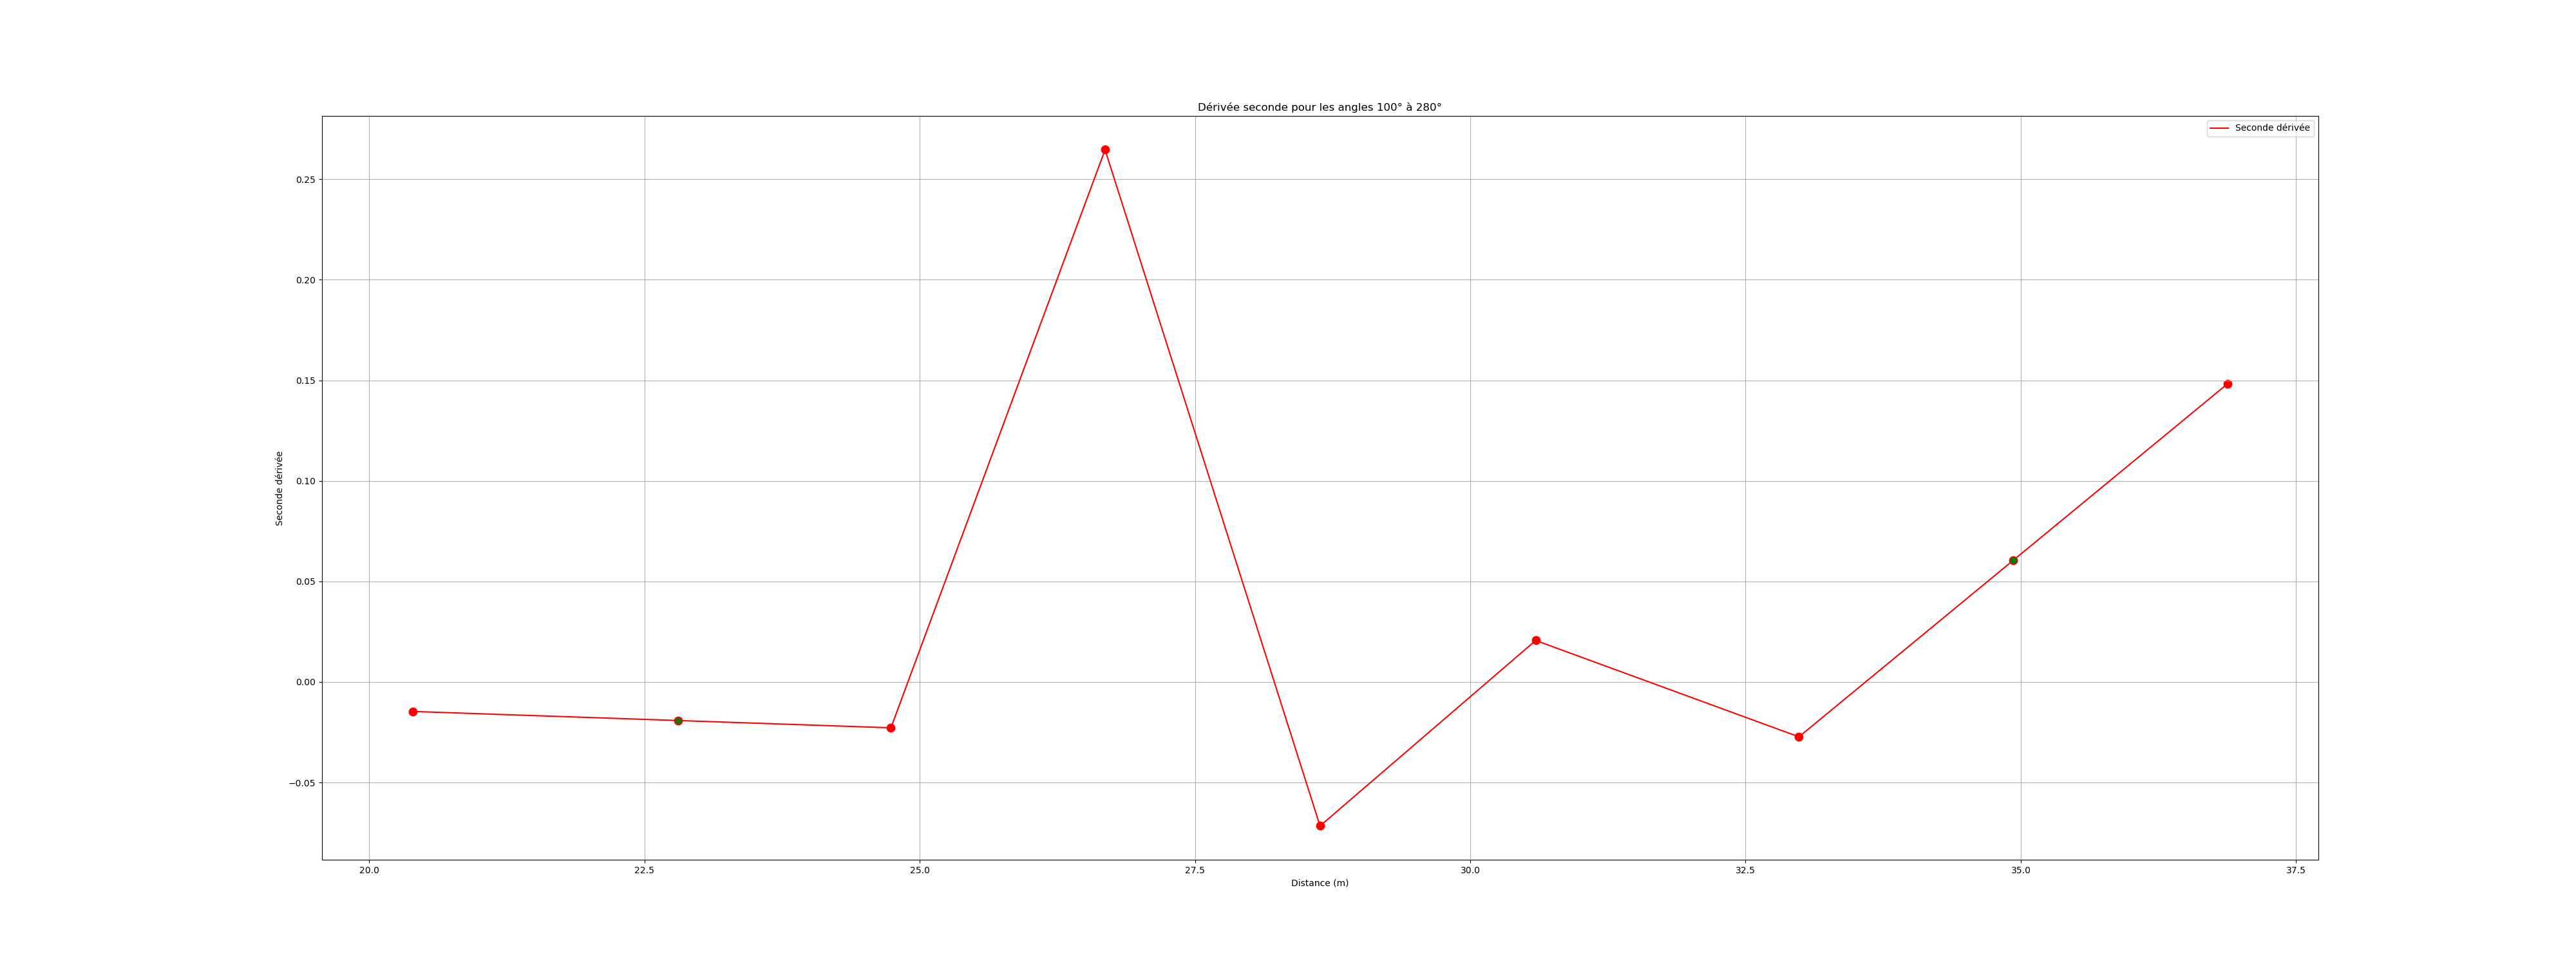 Dérivée seconde pour les angles 100° à 280°
Seconde dérivée
0.25
0.20
0.15
0.10
0.05
0.00
−0.05
Seconde dérivée
20.0 22.5 25.0 27.5 30.0 32.5 35.0 37.5
Distance (m)